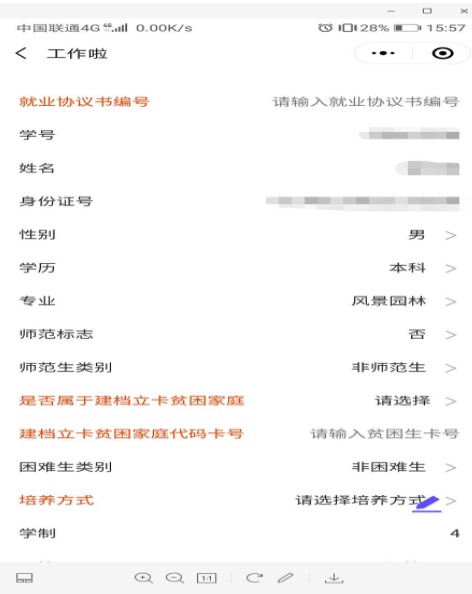 中国联通4G 46 0.00K/s 28% 15:57
工作啦
就业协议书编号 请输入就业协议书编号
学号
姓名
身份证号
性别 男 >
学历 本科 >
专业 风景园林 >
师范标志 否 >
师范生类别 非师范生 >
是否属于建档立卡贫困家庭 请选择 >
建档立卡贫困家庭代码卡号 请输入贫困生卡号
困难生类别 非困难生 >
培养方式 请选择培养方式 >
学制 4
1:1